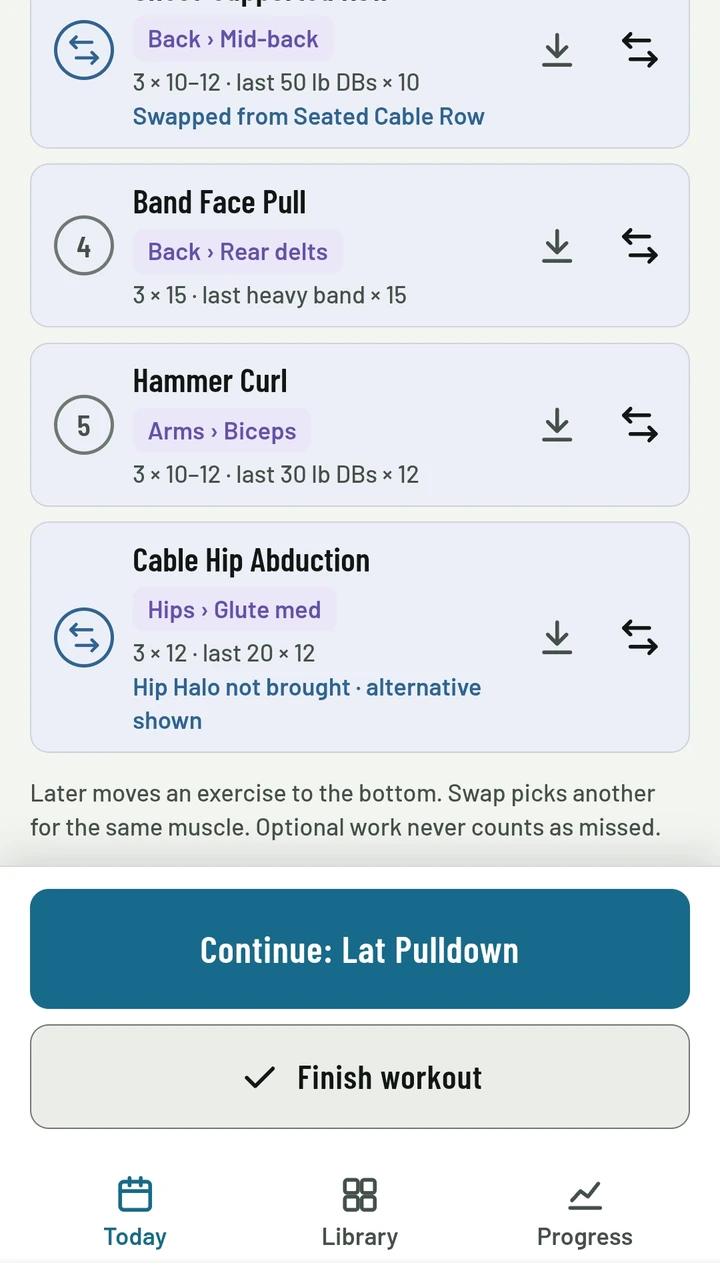 Back › Mid-back
3 × 10–12 · last 50 lb DBs × 10
Swapped from Seated Cable Row
Band Face Pull
4
Back › Rear delts
3 × 15 · last heavy band × 15
Hammer Curl
5
Arms › Biceps
3 × 10–12 · last 30 lb DBs × 12
Cable Hip Abduction
Hips › Glute med
3 × 12 · last 20 × 12
Hip Halo not brought · alternative
shown
Later moves an exercise to the bottom. Swap picks another
for the same muscle. Optional work never counts as missed.
Continue: Lat Pulldown
Finish workout
Today
Library
Progress